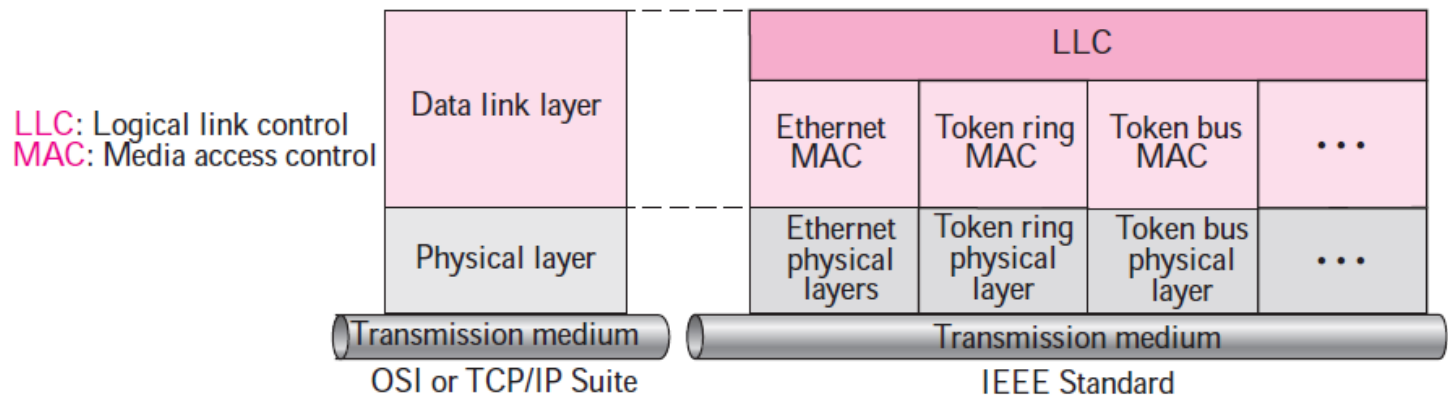 LLC: Logical link control
MAC: Media access control
Data link layer
Physical layer
Transmission medium
OSI or TCP/IP Suite
LLC
Ethernet
MAC
Token ring
MAC
Token bus
MAC
• • •
Ethernet
physical
layers
Token ring
physical
layer
Token bus
physical
layer
• • •
Transmission medium
IEEE Standard